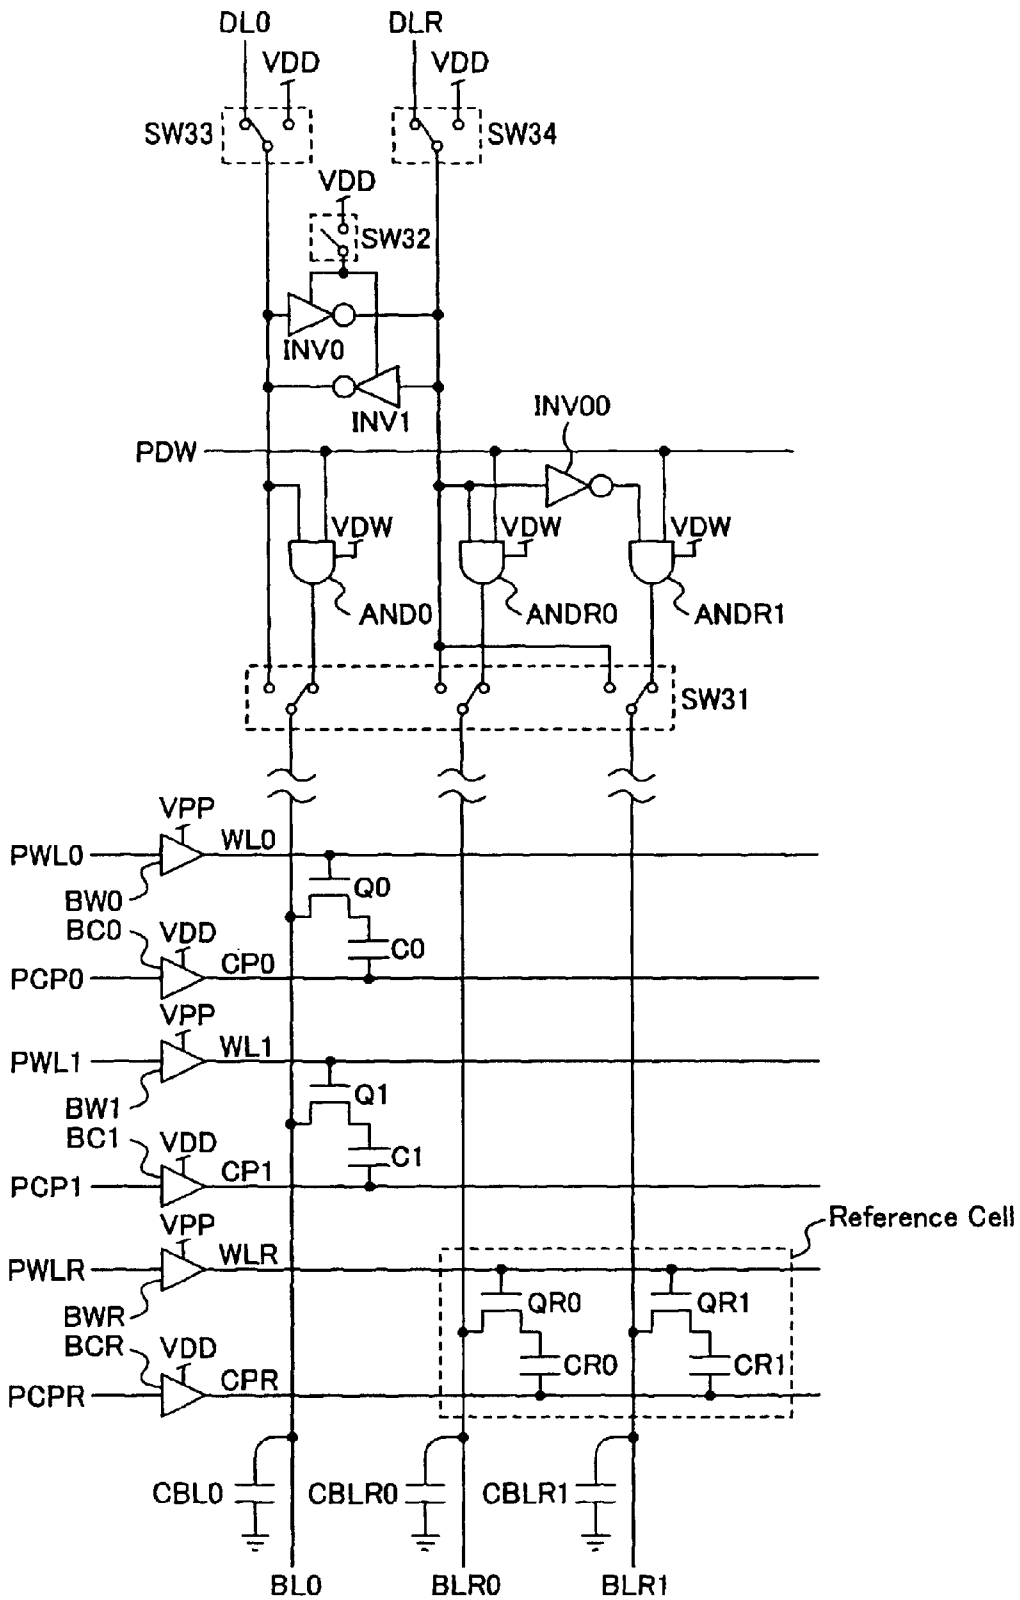 DL0
DLR
VDD
VDD
SW33
SW34
VDD
SW32
INV0
INV1
INV00
PDW
VDW
VDW
VDW
AND0
ANDR0
ANDR1
SW31
VPP
PWL0
WL0
BW0
Q0
BC0
VDD
C0
PCP0
CP0
VPP
PWL1
WL1
BW1
Q1
BC1
VDD
C1
PCP1
CP1
VPP
Reference Cell
PWLR
WLR
BWR
QR0
QR1
BCR
VDD
CR0
CR1
PCPR
CPR
CBL0
CBLR0
CBLR1
BL0
BLR0
BLR1